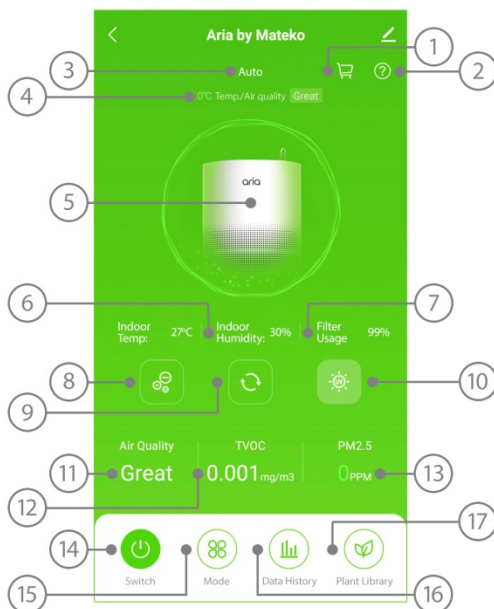 Aria by Mateko
1
3
Auto
2
4
0°C Temp./Air quality Great
aria
5
6
7
Indoor Temp: 27°C
Indoor Humidity: 30%
Filter Usage 99%
8
UV
10
9
Air Quality
TVOC
PM2.5
11
Great
0.001 mg/m3
0PPM
13
12
17
14
Switch
Mode
Data History
Plant Library
15
16